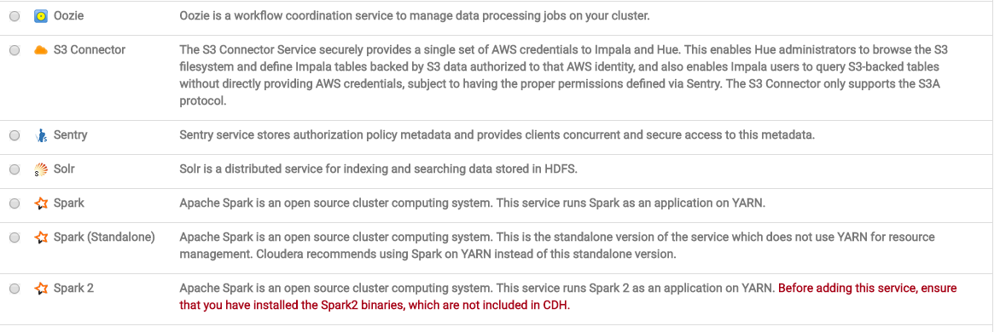 Oozie Oozie is a workflow coordination service to manage data processing jobs on your cluster.
S3 Connector The S3 Connector Service securely provides a single set of AWS credentials to Impala and Hue. This enables Hue administrators to browse the S3
filesystem and define Impala tables backed by S3 data authorized to that AWS identity, and also enables Impala users to query S3-backed tables
without directly providing AWS credentials, subject to having the proper permissions defined via Sentry. The S3 Connector only supports the S3A
protocol.
Sentry Sentry service stores authorization policy metadata and provides clients concurrent and secure access to this metadata.
Solr Solr is a distributed service for indexing and searching data stored in HDFS.
Spark Apache Spark is an open source cluster computing system. This service runs Spark as an application on YARN.
Spark (Standalone) Apache Spark is an open source cluster computing system. This is the standalone version of the service which does not use YARN for resource
management. Cloudera recommends using Spark on YARN instead of this standalone version.
Spark 2 Apache Spark is an open source cluster computing system. This service runs Spark 2 as an application on YARN. Before adding this service, ensure
that you have installed the Spark2 binaries, which are not included in CDH.